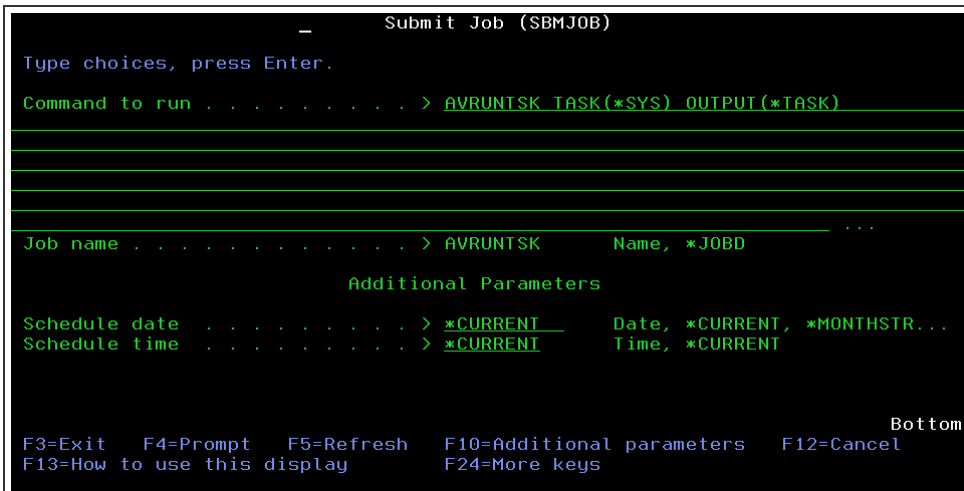 _ Submit Job (SBMJOB)
Type choices, press Enter.
Command to run . . . . . . . . . > AVRUNTSK TASK(*SYS) OUTPUT(*TASK)
...
Job name . . . . . . . . . . . . > AVRUNTSK Name, *JOBD
Additional Parameters
Schedule date . . . . . . . . . > *CURRENT Date, *CURRENT, *MONTHSTR...
Schedule time . . . . . . . . . > *CURRENT Time, *CURRENT
Bottom
F3=Exit F4=Prompt F5=Refresh F10=Additional parameters F12=Cancel
F13=How to use this display F24=More keys